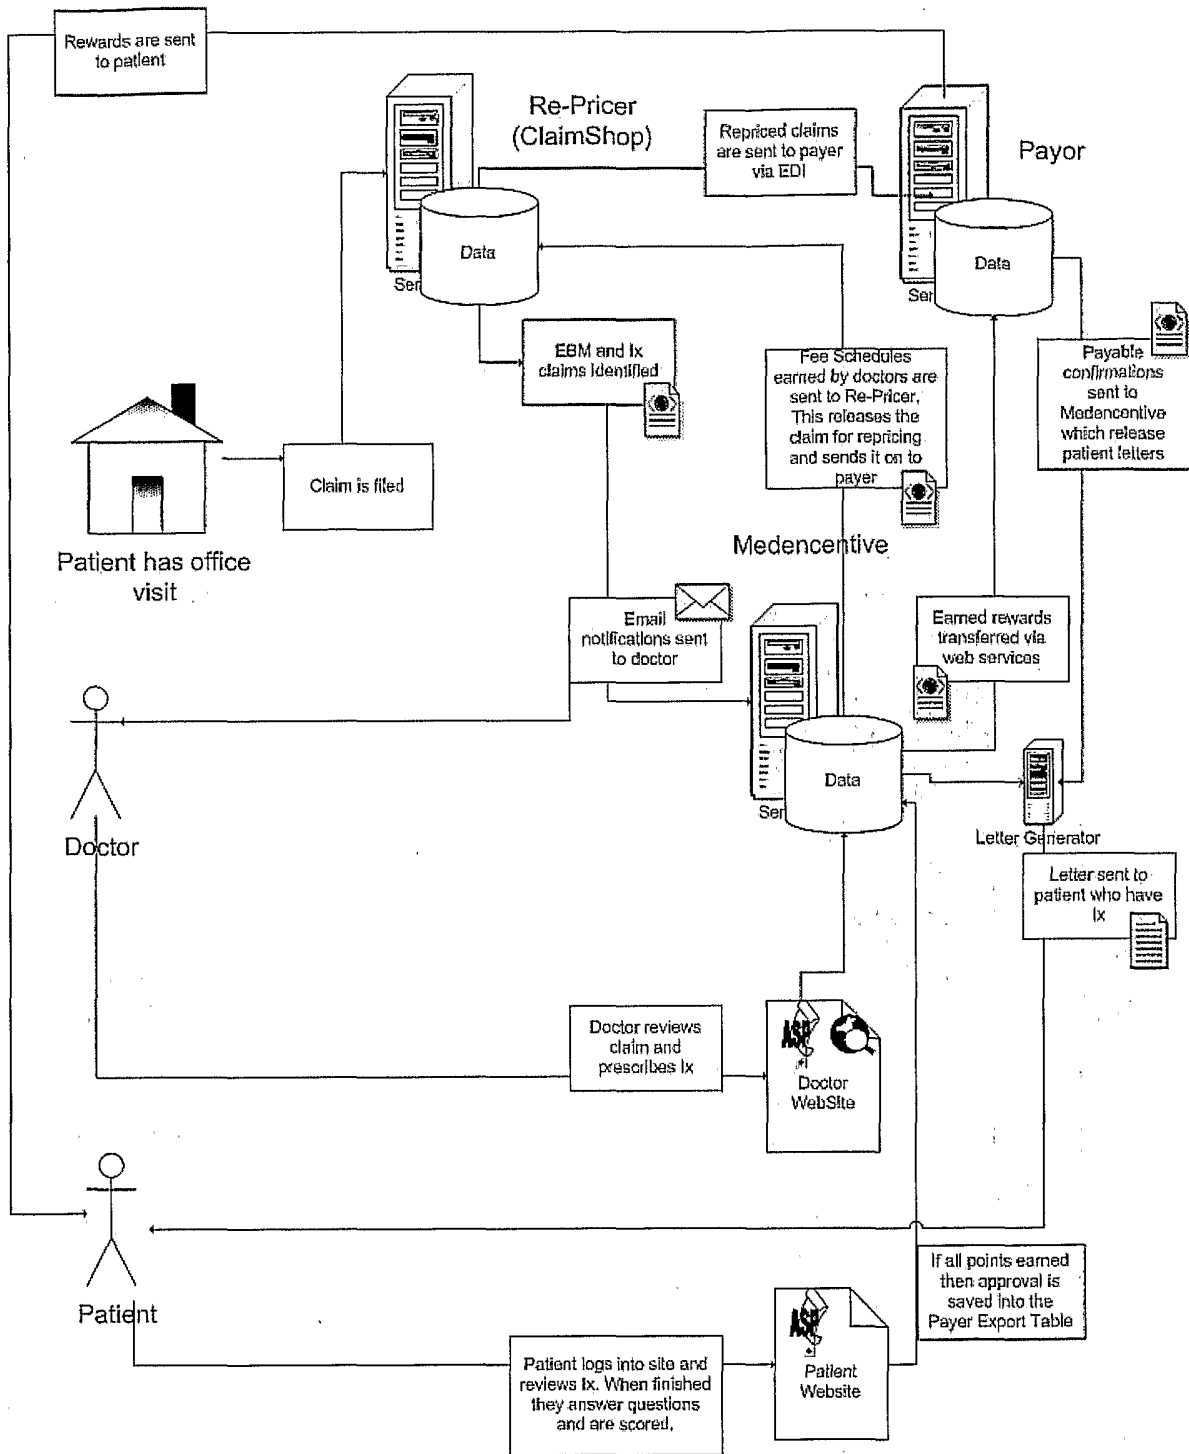 Rewards are sent
to patient
Re-Pricer
(ClaimShop)
Repriced claims
are sent to payer
via EDI
Payor
Data
Ser
Data
Ser
EBM and Ix
claims identified
Fee Schedules
earned by doctors are
sent to Re-Pricer.
This releases the
claim for repricing
and sends it on to
payer
Payable
confirmations
sent to
Medencentive
which release
patient letters
Claim is filed
Patient has office
visit
Medencentive
Email
notifications sent
to doctor
Earned rewards
transferred via
web services
Data
Ser
Doctor
Letter Generator
Letter sent to
patient who have
Ix
Doctor reviews
claim and
prescribes Ix
ASP
Doctor
WebSite
Patient
If all points earned
then approval is
saved into the
Payer Export Table
Patient logs into site and
reviews Ix. When finished
they answer questions
and are scored.
ASP
Patient
Website